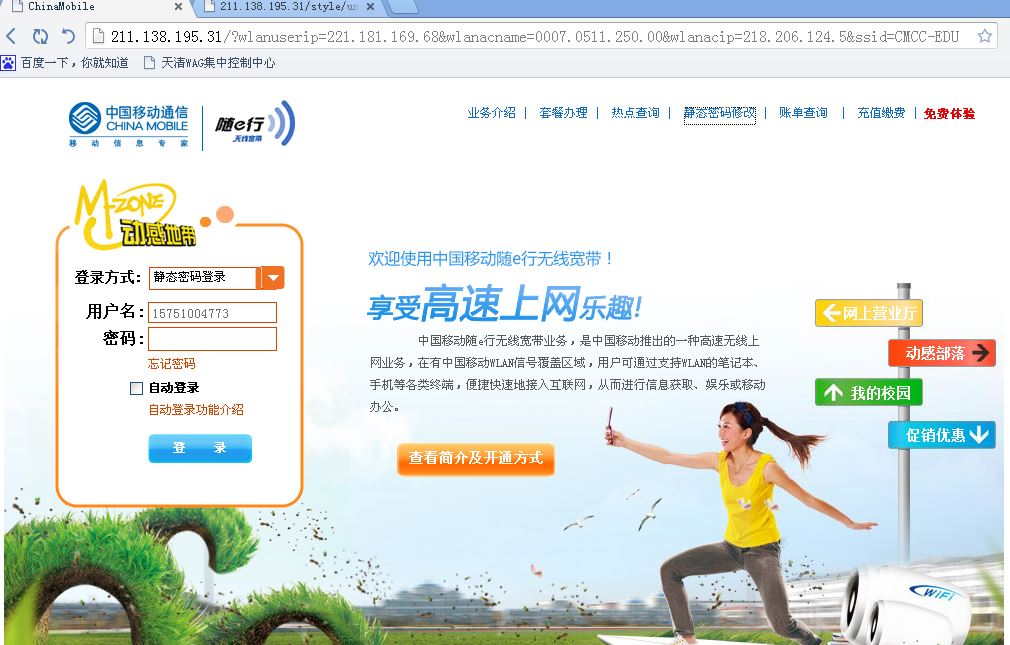 ChinaMobile
211.138.195.31/style/un
211.138.195.31/?wlanuserip=221.181.169.68&wlanacname=0007.0511.250.00&wlanacip=218.206.124.5&ssid=CMCC-EDU
百度一下，你就知道 天清WAG集中控制中心
中国移动通信
CHINA MOBILE
移动信息专家
随e行
无线宽带
业务介绍 | 套餐办理 | 热点查询 | 静态密码修改 | 账单查询 | 充值缴费 | 免费体验
M-ZONE
动感地带
登录方式： 静态密码登录
用户名： 15751004773
密码：
忘记密码
自动登录
自动登录功能介绍
登 录
欢迎使用中国移动随e行无线宽带！
享受高速上网乐趣!
中国移动随e行无线宽带业务，是中国移动推出的一种高速无线上
网业务，在有中国移动WLAN信号覆盖区域，用户可通过支持WLAN的笔记本、
手机等各类终端，便捷快速地接入互联网，从而进行信息获取、娱乐或移动
办公。
查看简介及开通方式
网上营业厅
动感部落
我的校园
促销优惠
WiFi